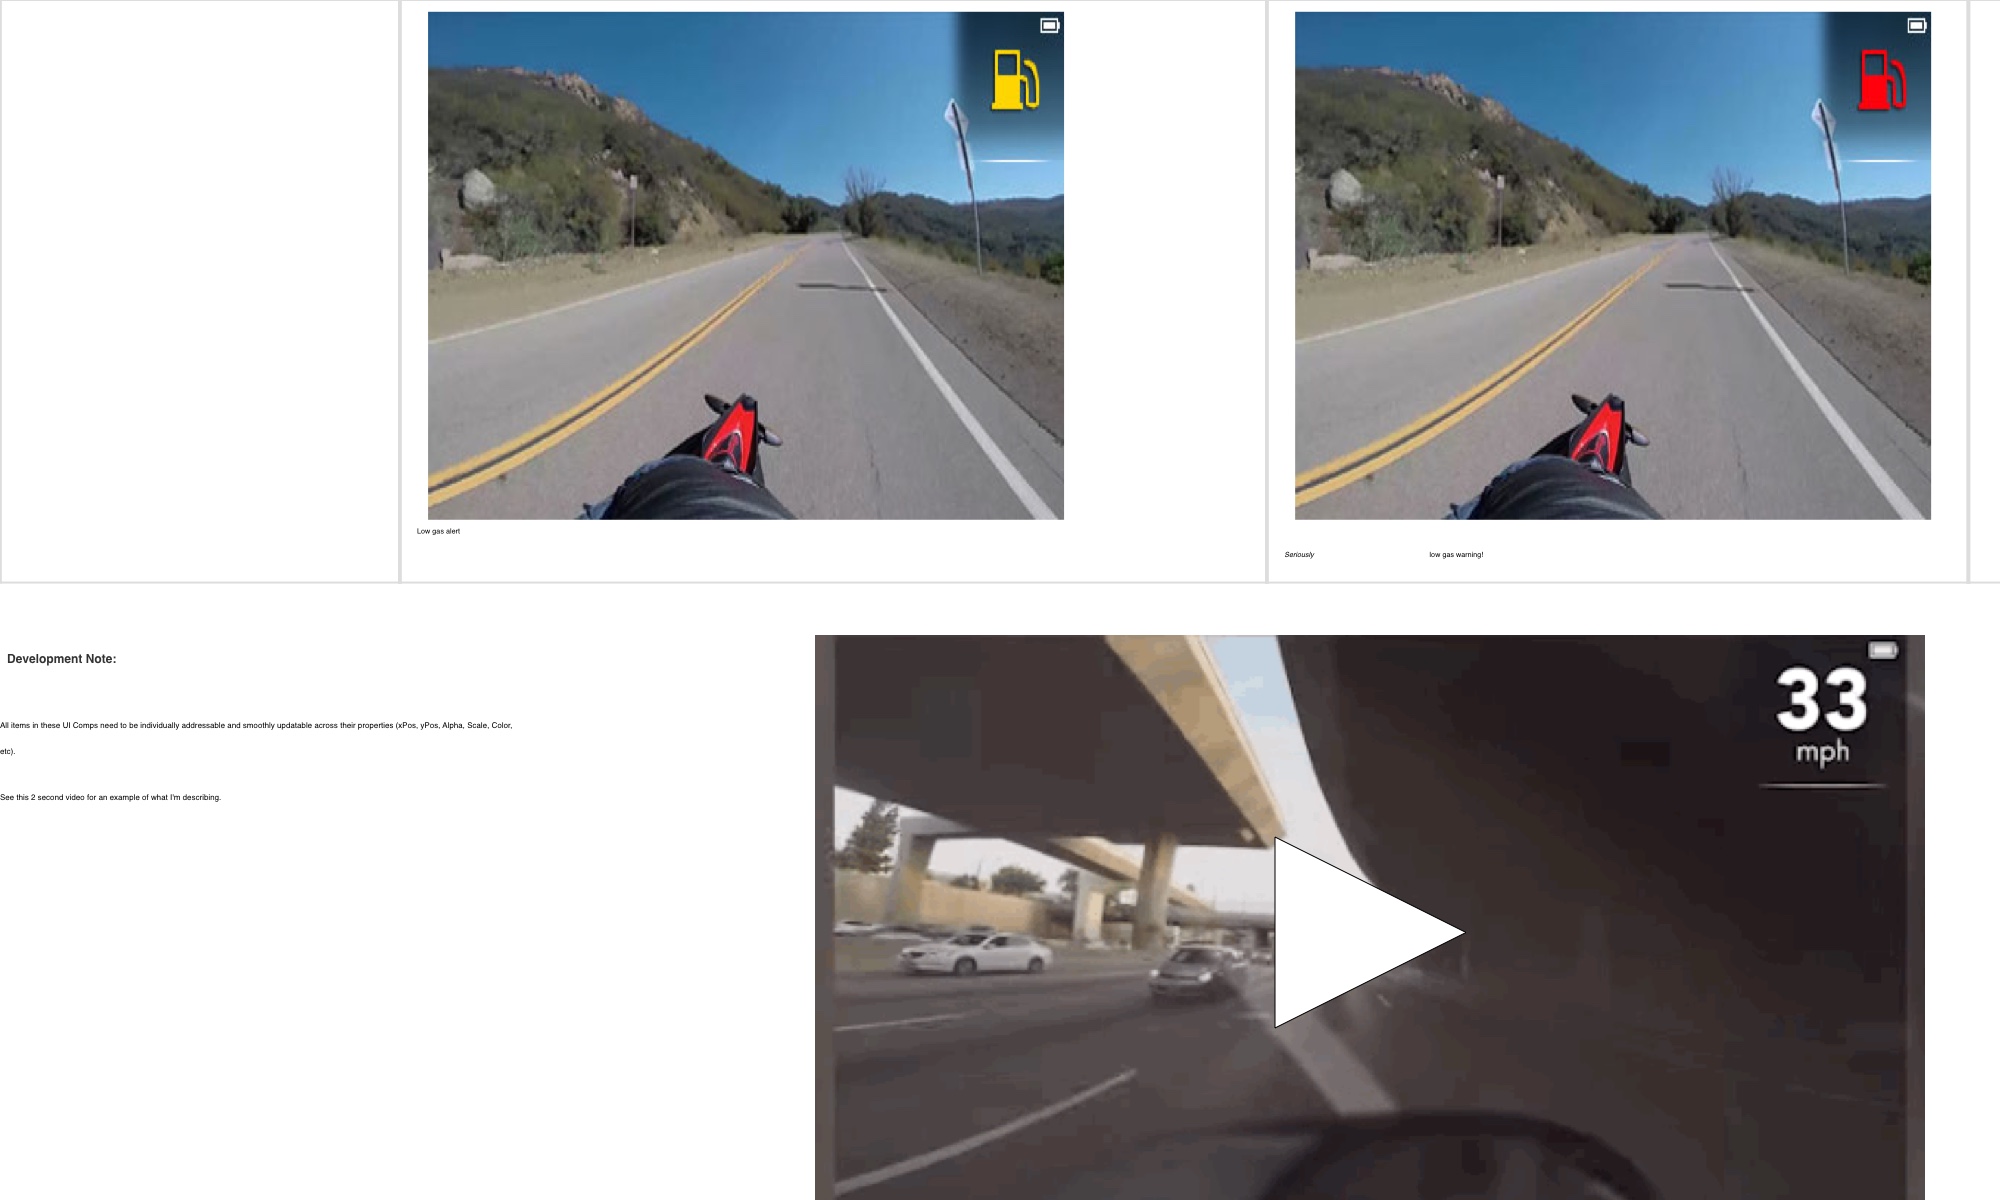 Low gas alert
Seriously low gas warning!
Development Note:
All items in these UI Comps need to be individually addressable and smoothly updatable across their properties (xPos, yPos, Alpha, Scale, Color,
etc).
See this 2 second video for an example of what I'm describing.
33
mph